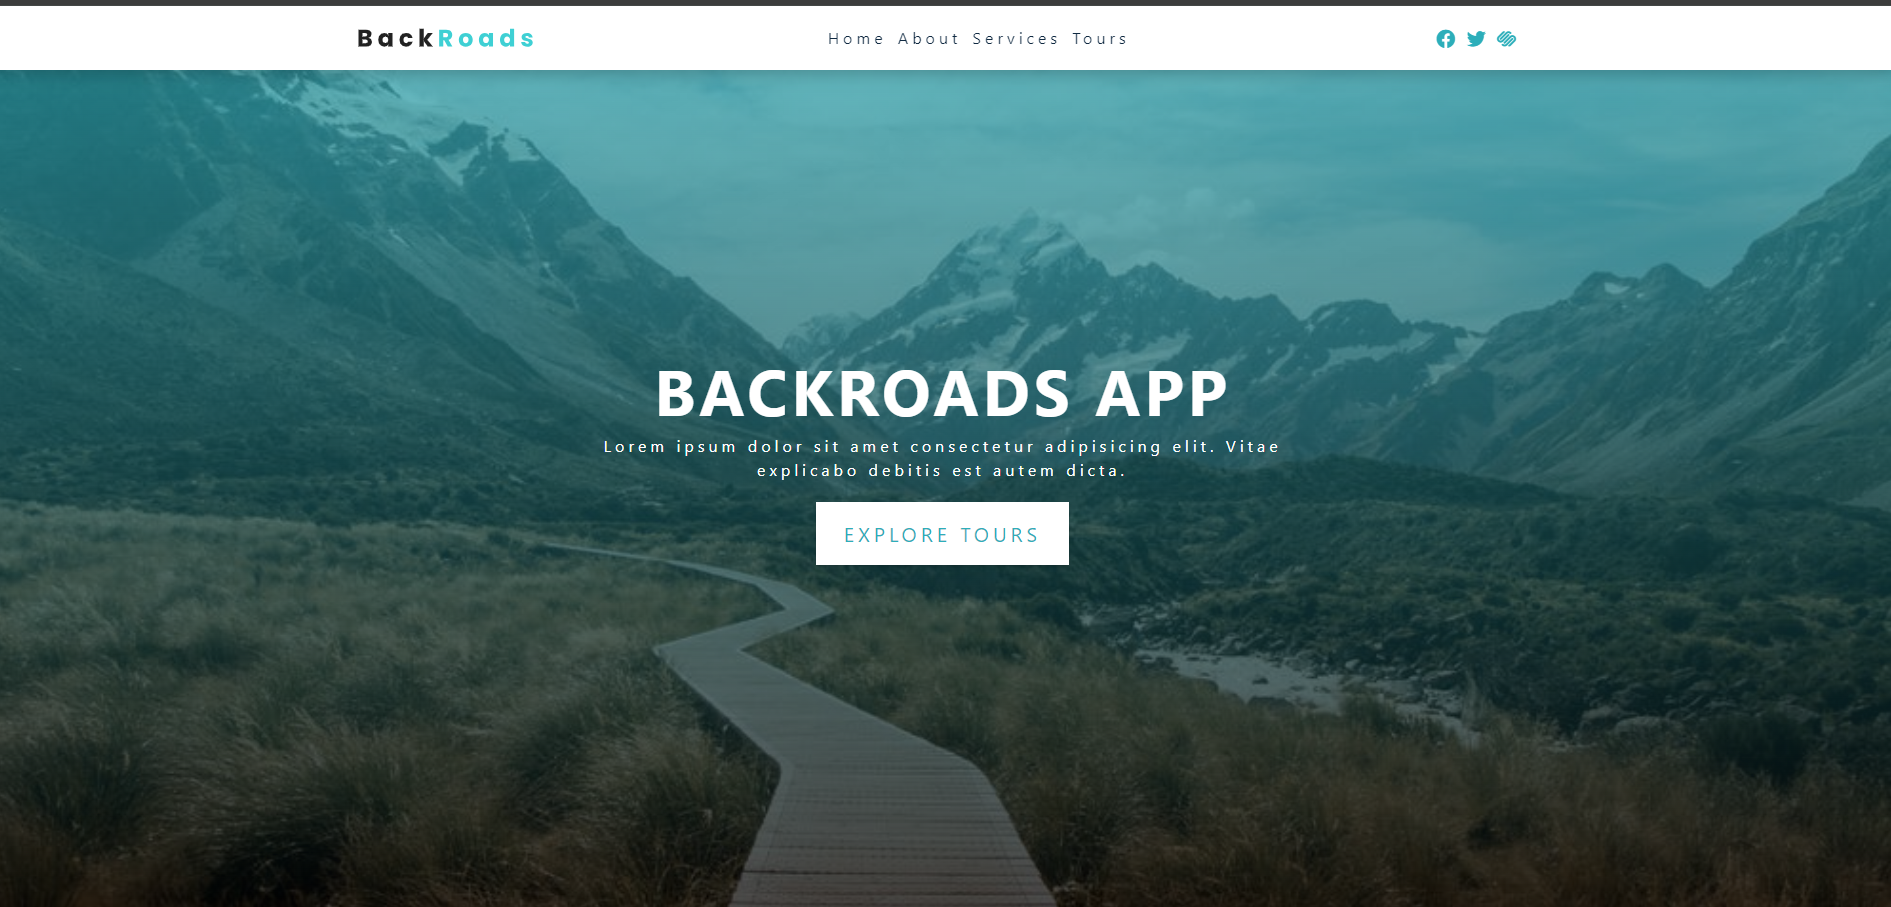 BackRoads
Home About Services Tours
BACKROADS APP
Lorem ipsum dolor sit amet consectetur adipisicing elit. Vitae
explicabo debitis est autem dicta.
EXPLORE TOURS